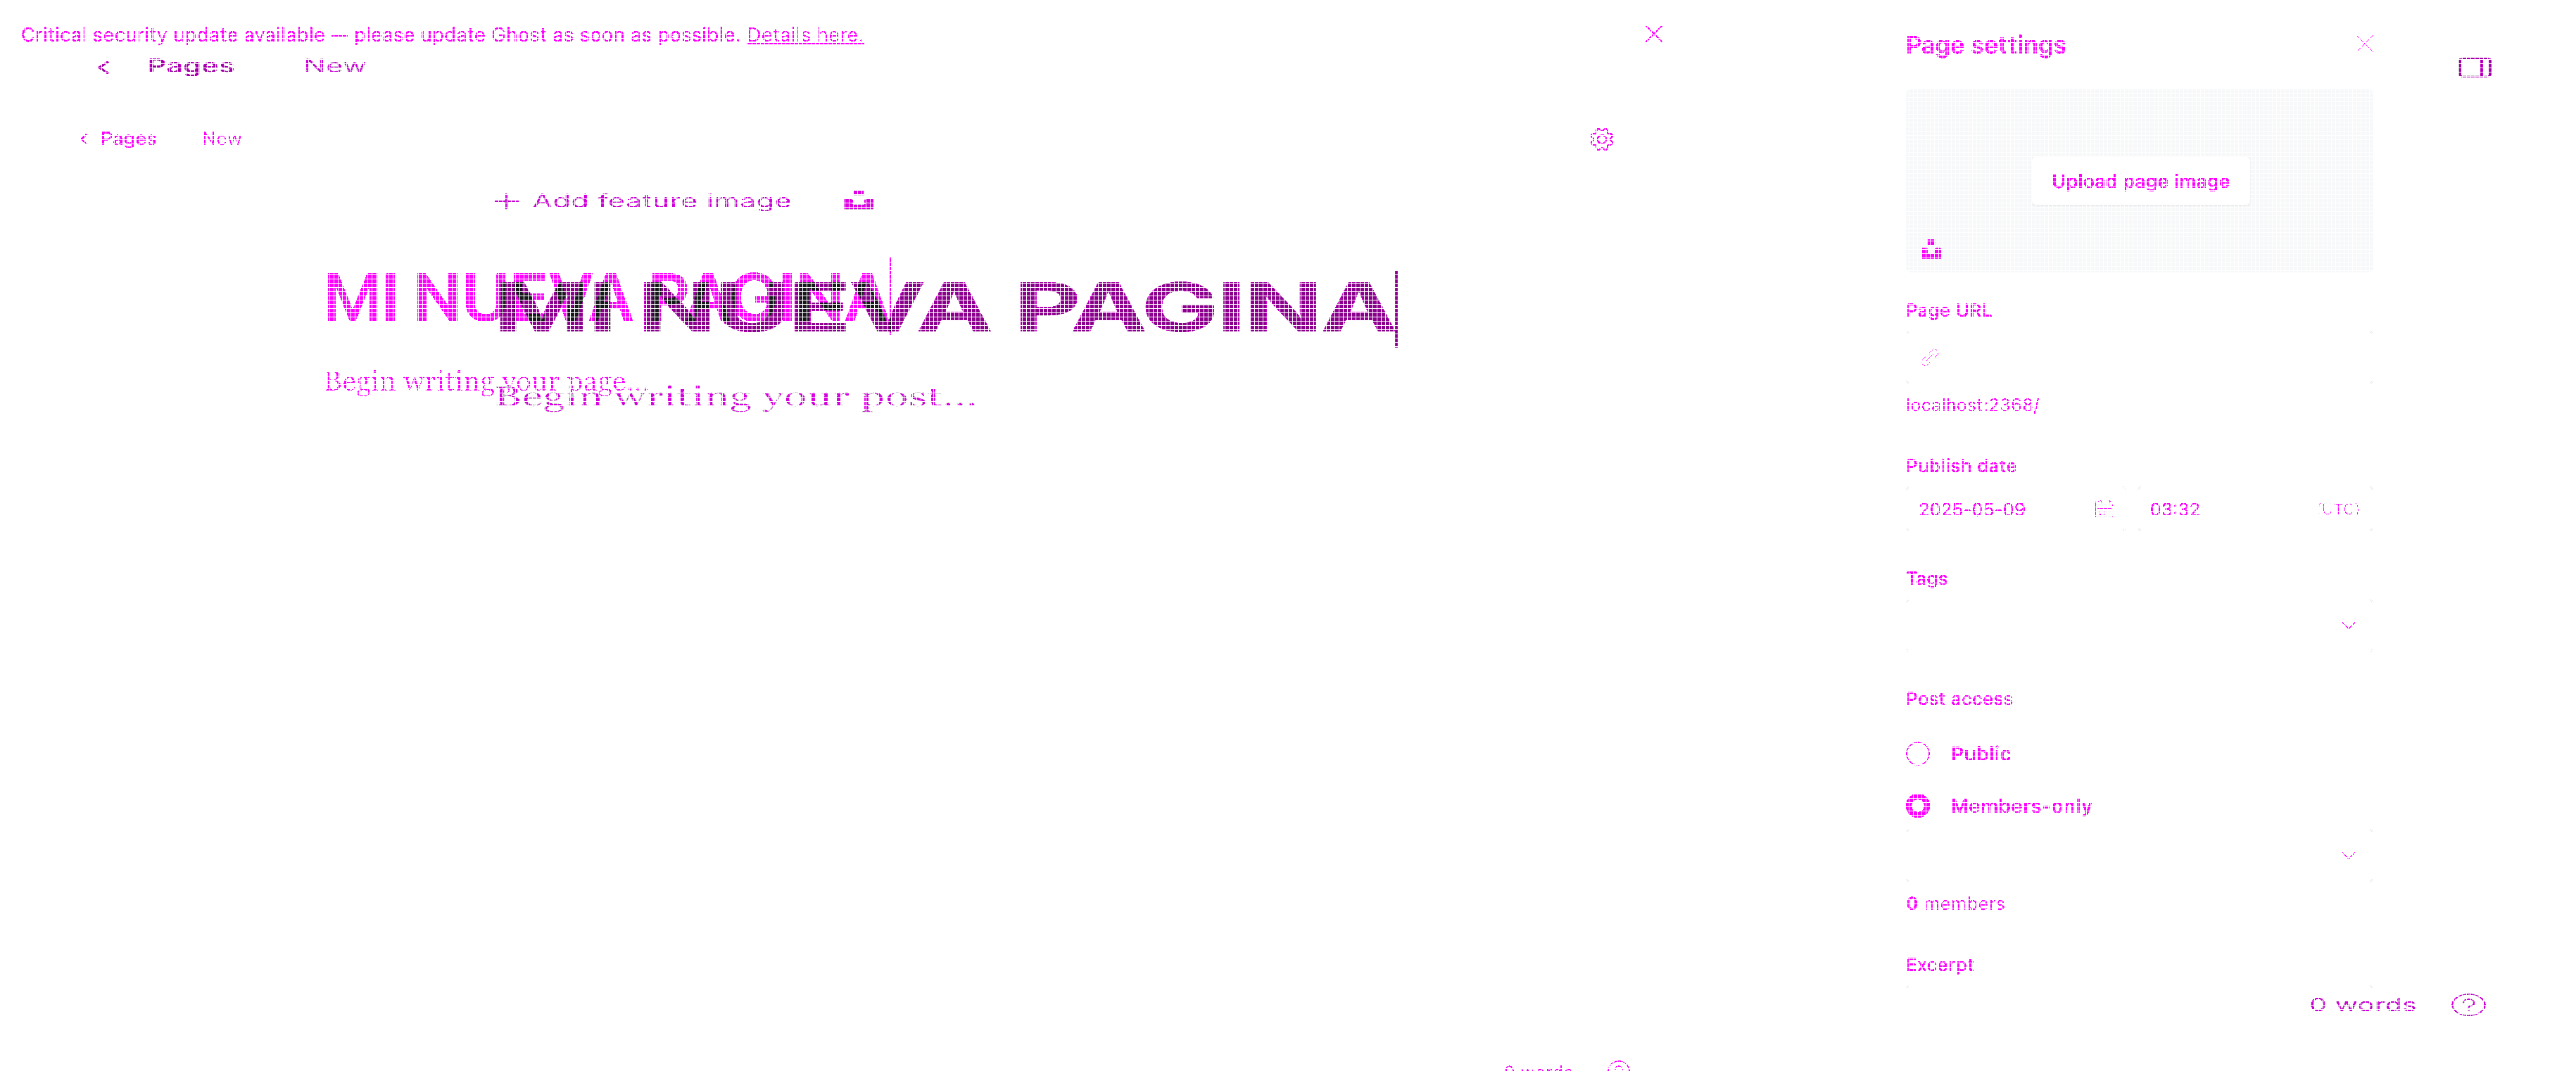 Critical security update available — please update Ghost as soon as possible. Details here.
Page settings
< Pages New
< Pages New
Upload page image
+ Add feature image
MI NUEVA PAGINA
MI NUEVA PAGINA
Page URL
Begin writing your page...
Begin writing your post...
localhost:2368/
Publish date
2025-05-09 03:32 (UTC)
Tags
Post access
Public
Members-only
0 members
Excerpt
0 words ?
0 words